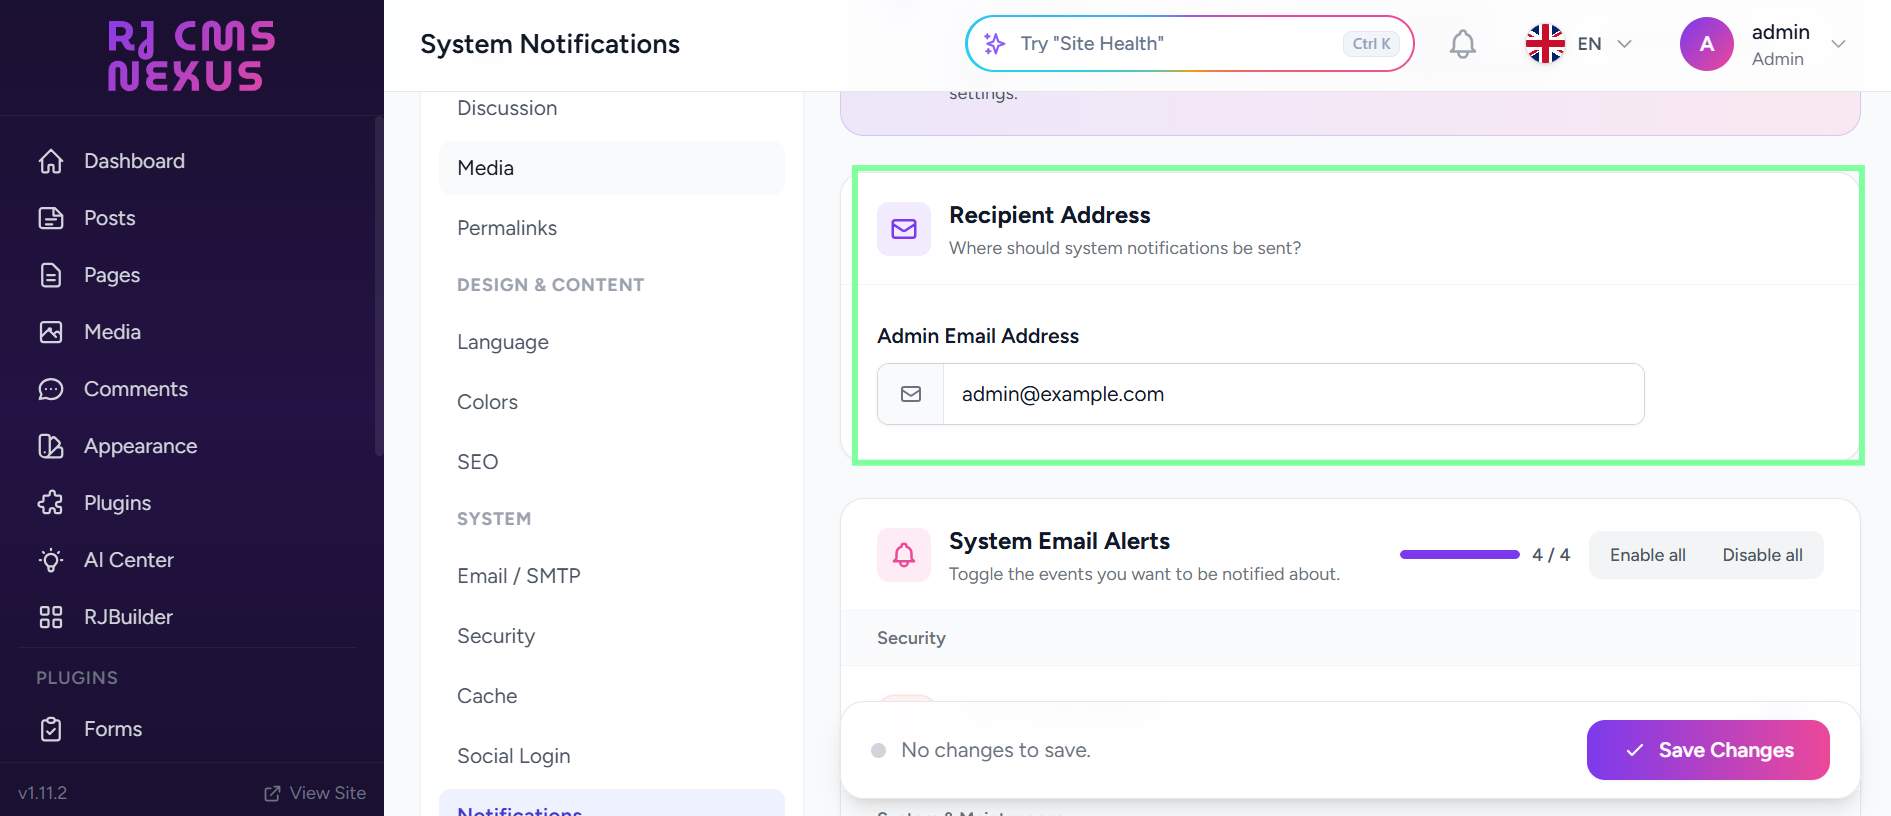 RJ CMS
NEXUS
Dashboard
Posts
Pages
Media
Comments
Appearance
Plugins
AI Center
RJBuilder
PLUGINS
Forms
v1.11.2
View Site
System Notifications
Try "Site Health"
Ctrl K
EN
A
admin
Admin
Discussion
Media
Permalinks
DESIGN & CONTENT
Language
Colors
SEO
SYSTEM
Email / SMTP
Security
Cache
Social Login
Notifications
settings.
Recipient Address
Where should system notifications be sent?
Admin Email Address
admin@example.com
System Email Alerts
Toggle the events you want to be notified about.
4 / 4
Enable all
Disable all
Security
No changes to save.
Save Changes
System & Maintenance